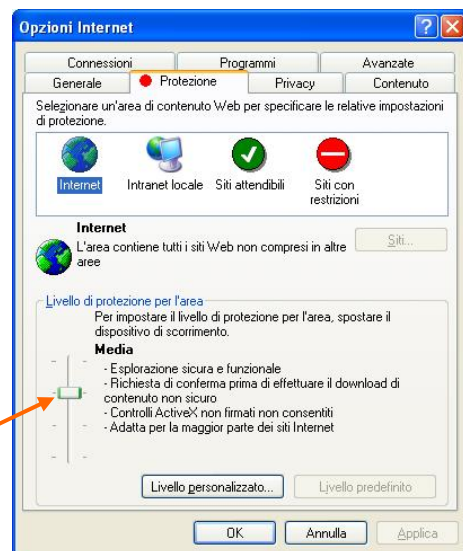 Opzioni Internet
Connessioni Programmi Avanzate
Generale Protezione Privacy Contenuto
Selezionare un'area di contenuto Web per specificare le relative impostazioni
di protezione.
Internet Intranet locale Siti attendibili Siti con
restrizioni
Internet
L'area contiene tutti i siti Web non compresi in altre
aree
Siti...
Livello di protezione per l'area
Per impostare il livello di protezione per l'area, spostare il
dispositivo di scorrimento.
Media
- Esplorazione sicura e funzionale
- Richiesta di conferma prima di effettuare il download di
contenuto non sicuro
- Controlli ActiveX non firmati non consentiti
- Adatta per la maggior parte dei siti Internet
Livello personalizzato... Livello predefinito
OK Annulla Applica